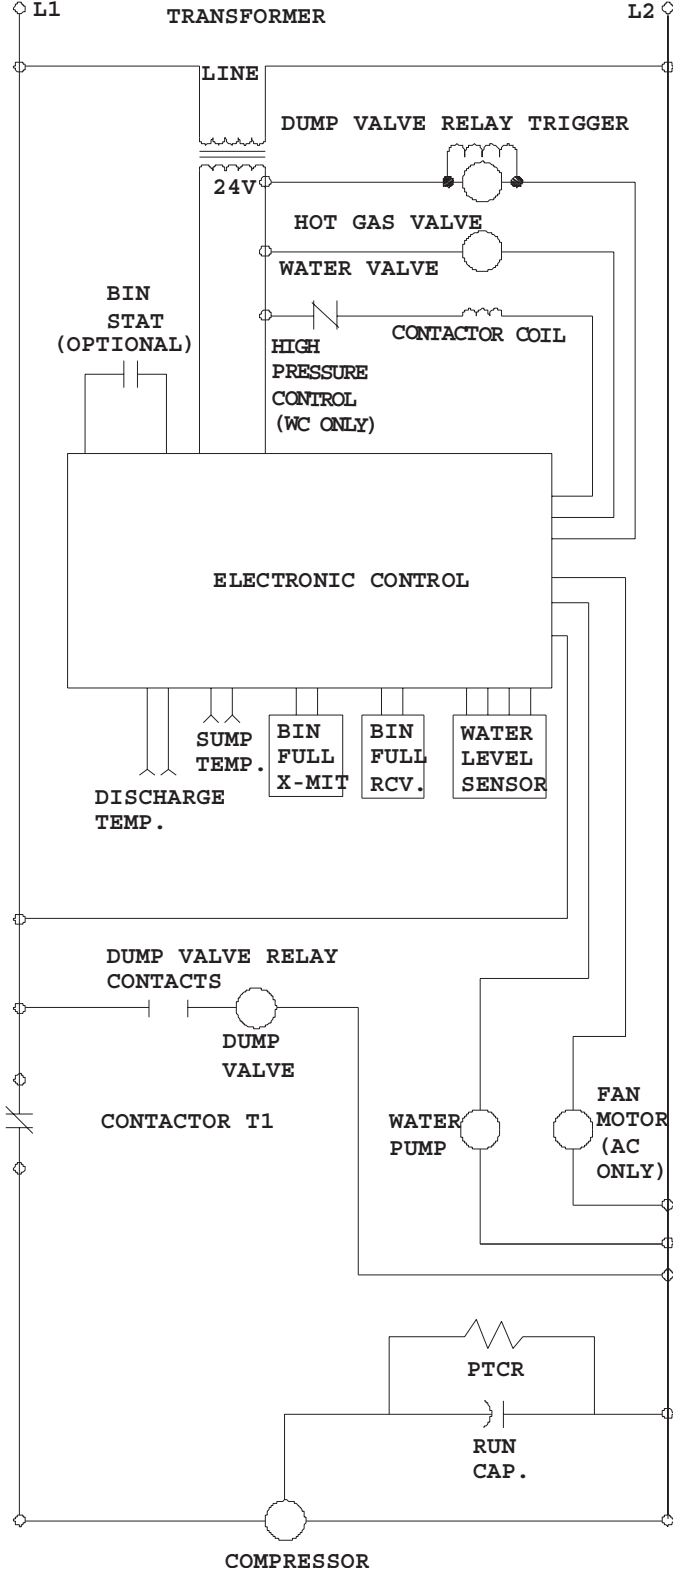 L1
TRANSFORMER
L2
LINE
DUMP VALVE RELAY TRIGGER
24V
HOT GAS VALVE
WATER VALVE
BIN
STAT
(OPTIONAL)
CONTACTOR COIL
HIGH
PRESSURE
CONTROL
(WC ONLY)
ELECTRONIC CONTROL
SUMP
TEMP.
BIN
FULL
X-MIT
BIN
FULL
RCV.
WATER
LEVEL
SENSOR
DISCHARGE
TEMP.
DUMP VALVE RELAY
CONTACTS
DUMP
VALVE
CONTACTOR T1
WATER
PUMP
FAN
MOTOR
(AC
ONLY)
PTCR
RUN
CAP.
COMPRESSOR